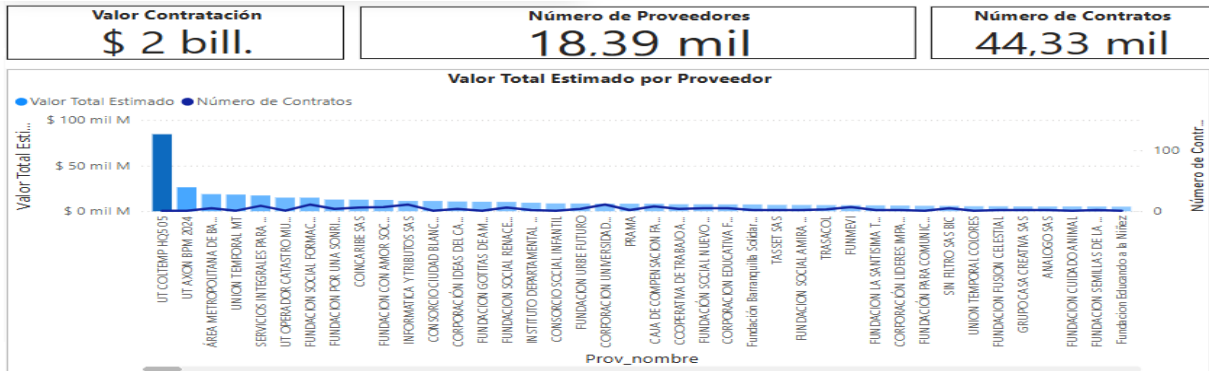 Valor Contratación
$ 2 bill.
Número de Proveedores
18.39 mil
Número de Contratos
44,33 mil
Valor Total Estimado por Proveedor
Valor Total Estimado Número de Contratos
Valor Total Esti...
$ 100 mil M
$ 50 mil M
$ 0 mil M
100
0
Número de Contr...
UT COLTEMP HQS 05
UT AXON BPM 2024
ÁREA METROPOLITANA DE BA...
UNION TEMPORAL MT
SERVICIOS INTEGRALES PARA ...
UT OPERADOR CATASTRO MU...
FUNDACION SOCIAL FORMAC...
FUNDACION POR UNA SONRI...
COINCARIBE SAS
FUNDACION CON AMOR SOC...
INFORMATICA Y TRIBUTOS SAS
CONSORCIO CIUDAD BLANC...
CORPORACIÓN IDEAS DEL CA...
FUNDACION GOTITAS DE AM...
FUNDACION SOCIAL RENACE...
INSTITUTO DEPARTAMENTAL ...
CONSORCIO SOCIAL INFANTIL
FUNDACION URBE FUTURO
CORPORACION UNIVERSIDAD...
PRAMA
CAJA DE COMPENSACION FA...
COOPERATIVA DE TRABAJO A...
FUNDACIÓN SOCIAL NUEVO ...
CORPORACION EDUCATIVA F...
Fundación Barranquilla Solidar...
TASSET SAS
FUNDACION SOCIAL AMIRA ...
TRASACOL
FUNMEVI
FUNDACION LA SANTISIMA T...
CORPORACIÓN LIDERES IMPA...
FUNDACIÓN PARA COMUNIC...
SIN FILTRO SAS BIC
UNION TEMPORAL COLORES
FUNDACION FUSION CELESTIAL
GRUPO CASA CREATIVA SAS
ANALOGO SAS
FUNDACION CUIDADO ANIMAL
FUNDACION SEMILLAS DE LA ...
Fundacion Educando a la Niñez
Prov_nombre